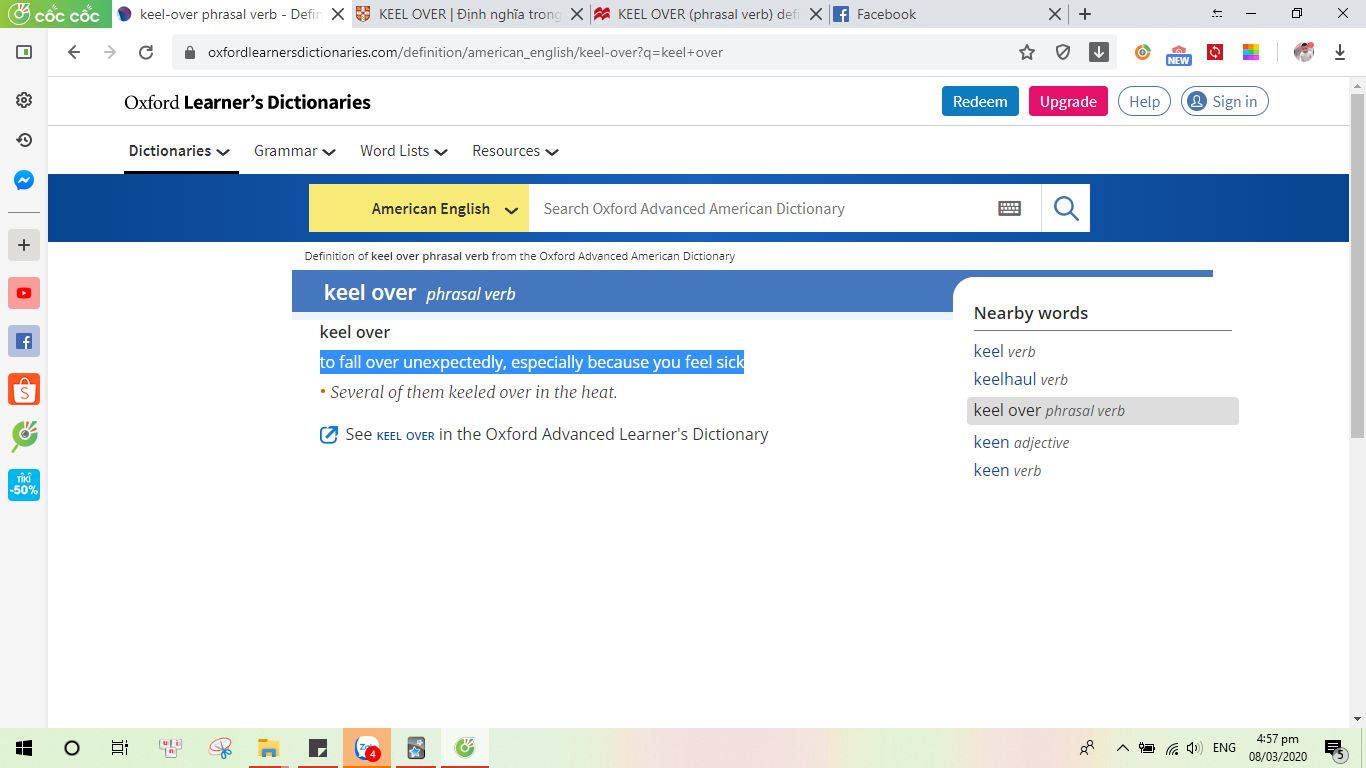 cốc cốc
keel-over phrasal verb - Defin
KEEL OVER | Định nghĩa trong
KEEL OVER (phrasal verb) defi
Facebook
oxfordlearnersdictionaries.com/definition/american_english/keel-over?q=keel+over
NEW
Oxford Learner's Dictionaries
Redeem
Upgrade
Help
Sign in
Dictionaries
Grammar
Word Lists
Resources
American English
Search Oxford Advanced American Dictionary
Definition of keel over phrasal verb from the Oxford Advanced American Dictionary
keel over phrasal verb
keel over
to fall over unexpectedly, especially because you feel sick
• Several of them keeled over in the heat.
See KEEL OVER in the Oxford Advanced Learner's Dictionary
Nearby words
keel verb
keelhaul verb
keel over phrasal verb
keen adjective
keen verb
TIKI
-50%
4
ENG
4:57 pm
08/03/2020
5